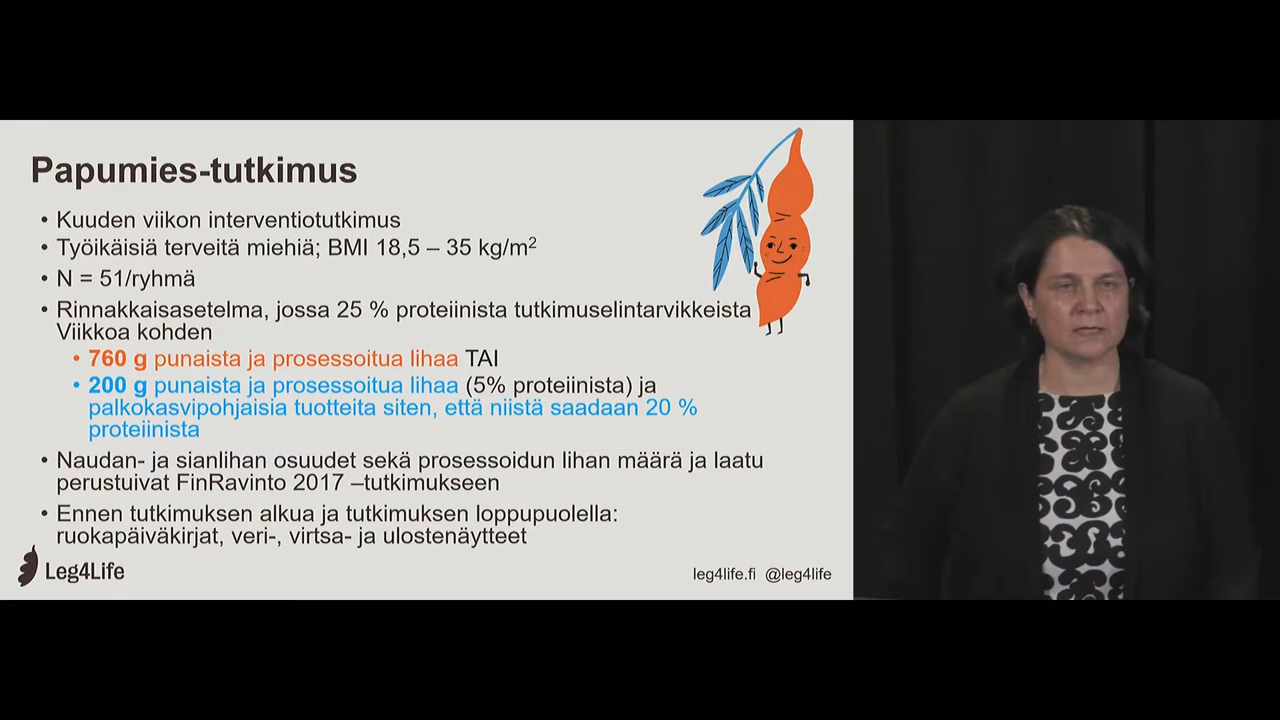 Papumies-tutkimus
• Kuuden viikon interventiotutkimus
• Työikäisiä terveitä miehiä; BMI 18,5 – 35 kg/m²
• N = 51/ryhmä
• Rinnakkaisasetelma, jossa 25 % proteiinista tutkimuselintarvikkeista
Viikkoa kohden
• 760 g punaista ja prosessoitua lihaa TAI
• 200 g punaista ja prosessoitua lihaa (5% proteiinista) ja
palkokasvipohjaisia tuotteita siten, että niistä saadaan 20 %
proteiinista
• Naudan- ja sianlihan osuudet sekä prosessoidun lihan määrä ja laatu
perustuivat FinRavinto 2017 –tutkimukseen
• Ennen tutkimuksen alkua ja tutkimuksen loppupuolella:
ruokapäiväkirjat, veri-, virtsa- ja ulostenäytteet
Leg4Life
leg4life.fi @leg4life